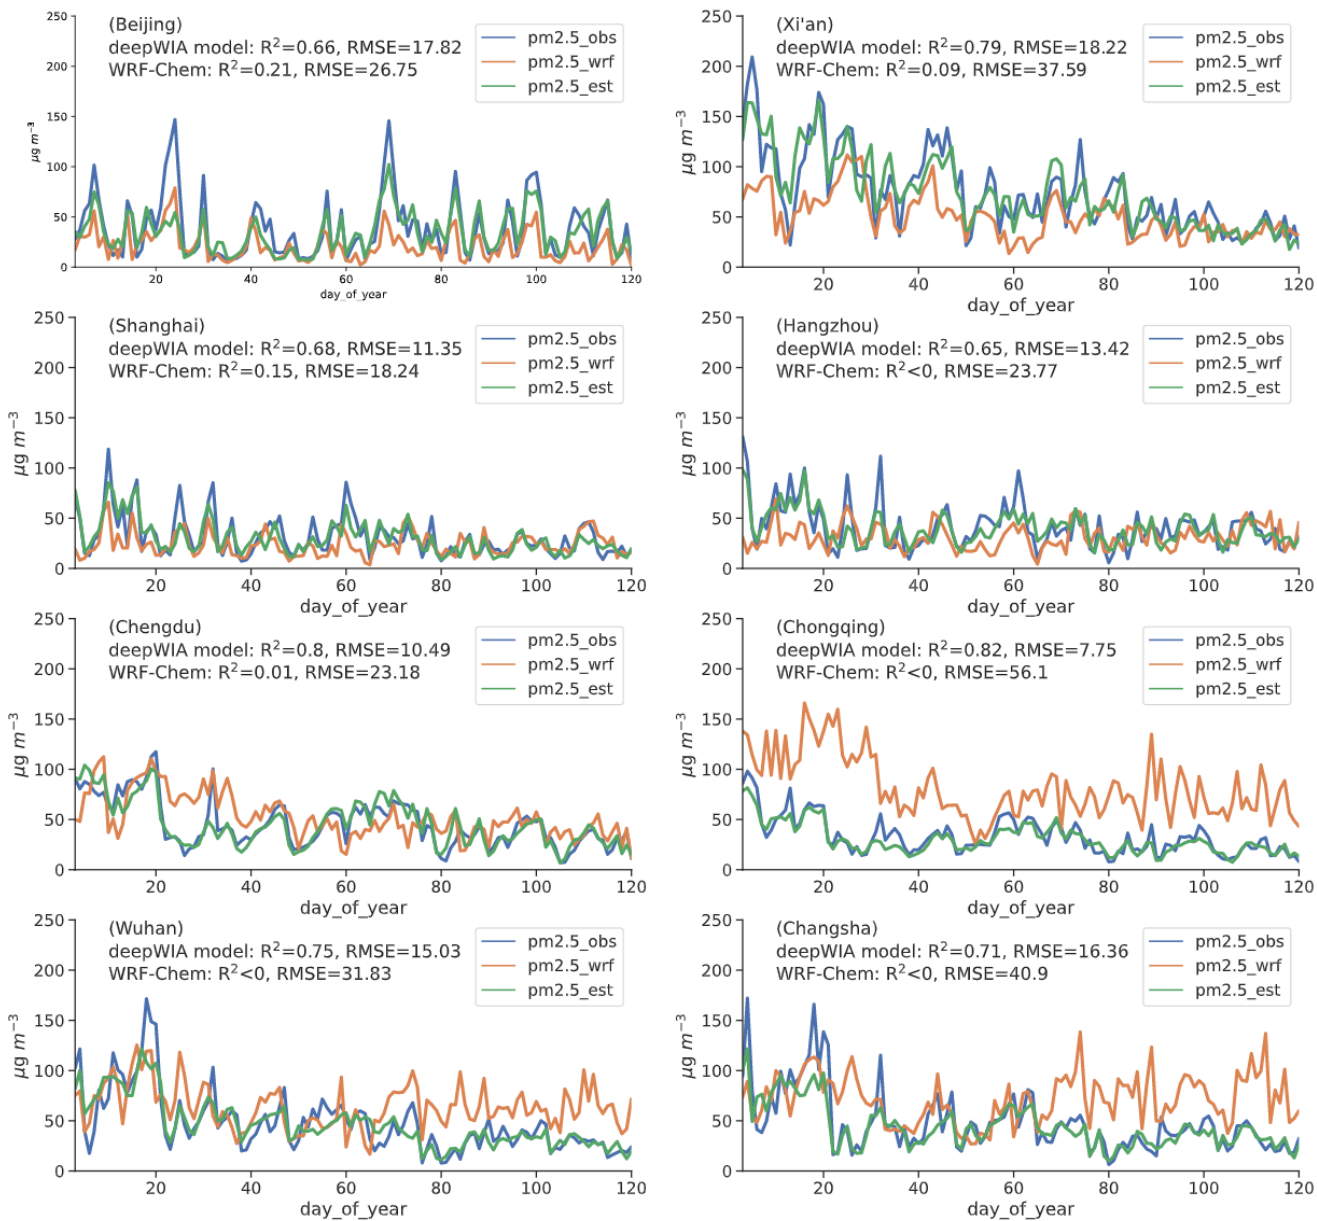 (Beijing)
deepWIA model: R²=0.66, RMSE=17.82
WRF-Chem: R²=0.21, RMSE=26.75
pm2.5_obs
pm2.5_wrf
pm2.5_est
250
200
150
100
50
0
μg m⁻³
20 40 60 80 100 120
day_of_year
(Xi'an)
deepWIA model: R²=0.79, RMSE=18.22
WRF-Chem: R²=0.09, RMSE=37.59
pm2.5_obs
pm2.5_wrf
pm2.5_est
250
200
150
100
50
0
μg m⁻³
20 40 60 80 100 120
day_of_year
(Shanghai)
deepWIA model: R²=0.68, RMSE=11.35
WRF-Chem: R²=0.15, RMSE=18.24
pm2.5_obs
pm2.5_wrf
pm2.5_est
250
200
150
100
50
0
μg m⁻³
20 40 60 80 100 120
day_of_year
(Hangzhou)
deepWIA model: R²=0.65, RMSE=13.42
WRF-Chem: R²<0, RMSE=23.77
pm2.5_obs
pm2.5_wrf
pm2.5_est
250
200
150
100
50
0
μg m⁻³
20 40 60 80 100 120
day_of_year
(Chengdu)
deepWIA model: R²=0.8, RMSE=10.49
WRF-Chem: R²=0.01, RMSE=23.18
pm2.5_obs
pm2.5_wrf
pm2.5_est
250
200
150
100
50
0
μg m⁻³
20 40 60 80 100 120
day_of_year
(Chongqing)
deepWIA model: R²=0.82, RMSE=7.75
WRF-Chem: R²<0, RMSE=56.1
pm2.5_obs
pm2.5_wrf
pm2.5_est
250
200
150
100
50
0
μg m⁻³
20 40 60 80 100 120
day_of_year
(Wuhan)
deepWIA model: R²=0.75, RMSE=15.03
WRF-Chem: R²<0, RMSE=31.83
pm2.5_obs
pm2.5_wrf
pm2.5_est
250
200
150
100
50
0
μg m⁻³
20 40 60 80 100 120
day_of_year
(Changsha)
deepWIA model: R²=0.71, RMSE=16.36
WRF-Chem: R²<0, RMSE=40.9
pm2.5_obs
pm2.5_wrf
pm2.5_est
250
200
150
100
50
0
μg m⁻³
20 40 60 80 100 120
day_of_year